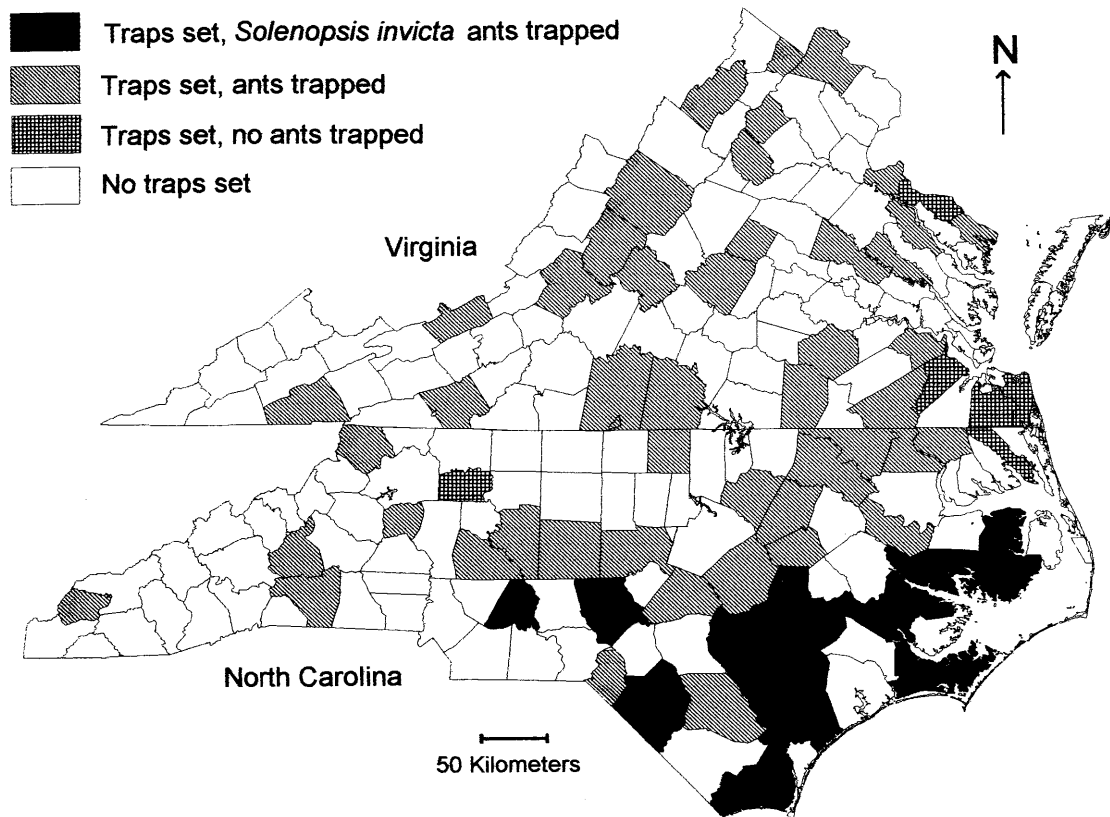 Traps set, Solenopsis invicta ants trapped
Traps set, ants trapped
Traps set, no ants trapped
No traps set
N
Virginia
North Carolina
50 Kilometers